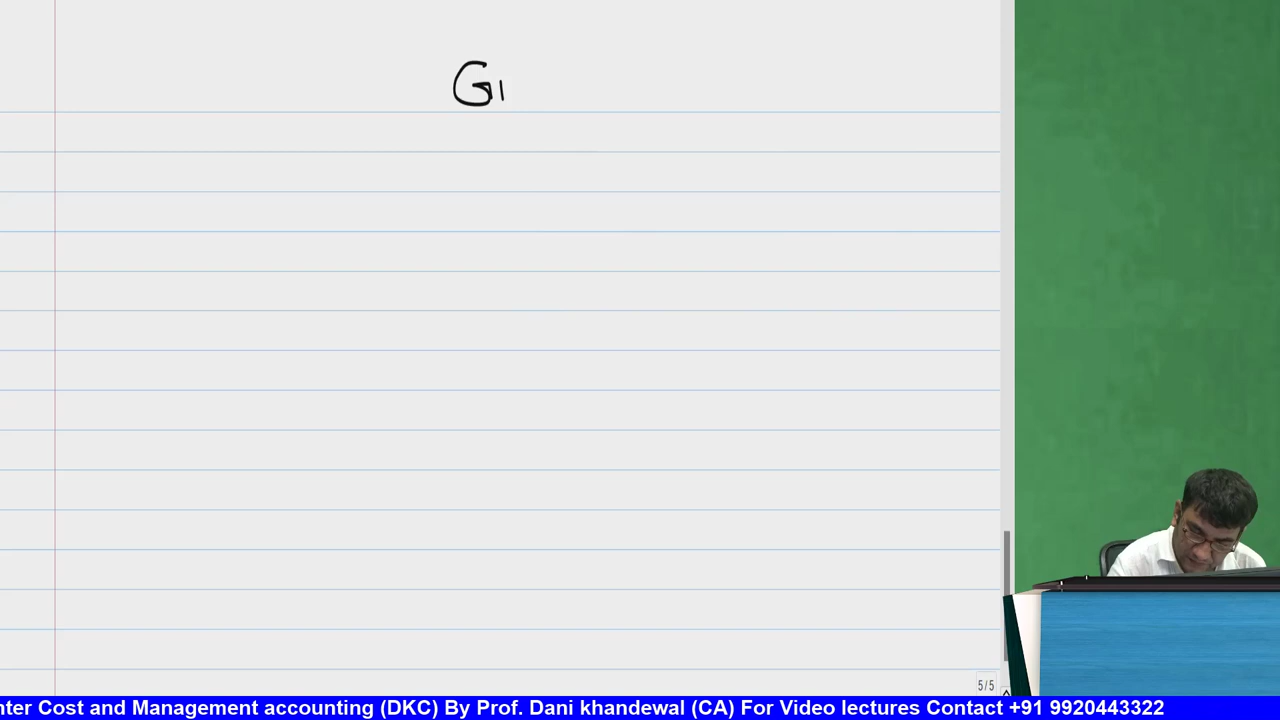 G
5/5
nter Cost and Management accounting (DKC) By Prof. Dani khandewal (CA) For Video lectures Contact +91 9920443322